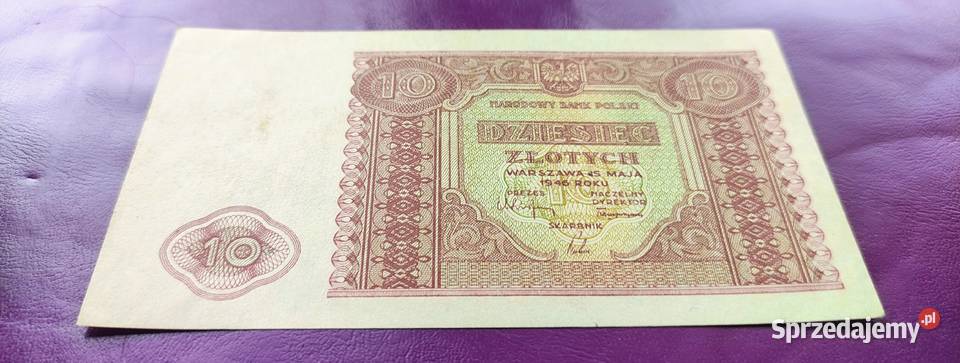 10 10
NARODOWY BANK POLSKI
DZIESIĘĆ
ZŁOTYCH
WARSZAWA 15 MAJA
1946 ROKU
PREZES NACZELNY
DYREKTOR
SKARBNIK
10
10
Sprzedajemy.pl